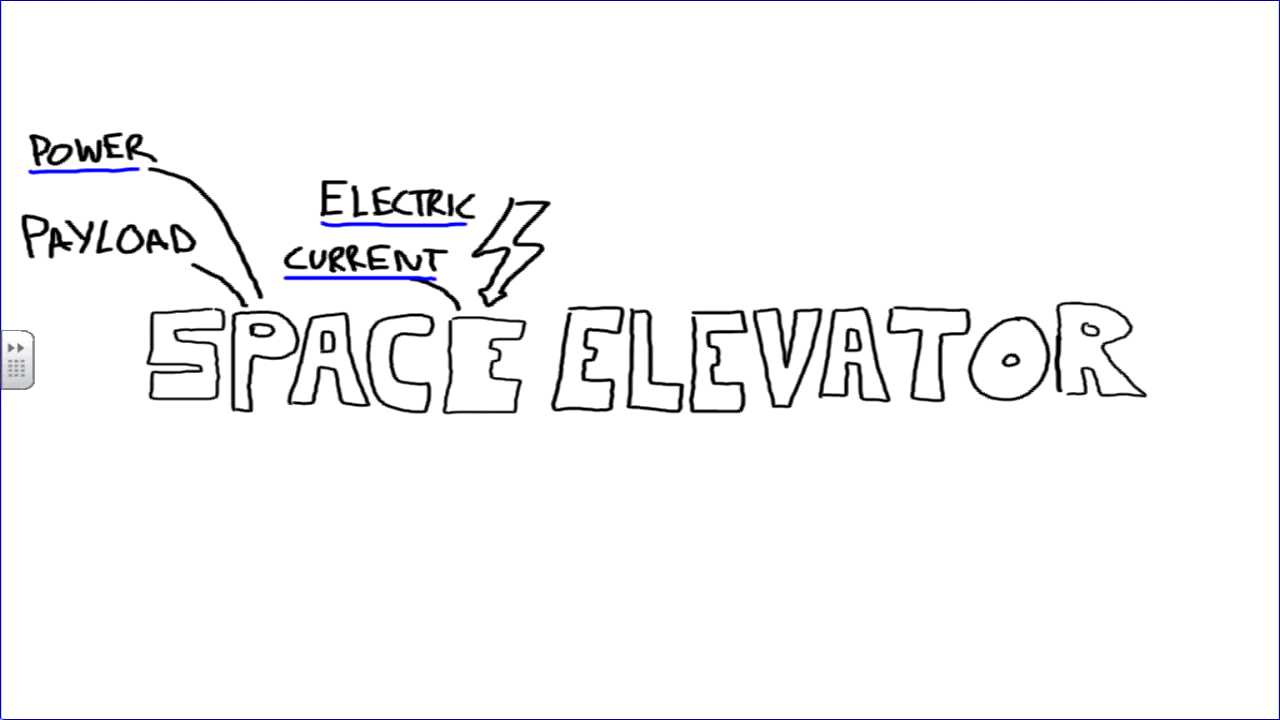 POWER
PAYLOAD
ELECTRIC
CURRENT
SPACE ELEVATOR